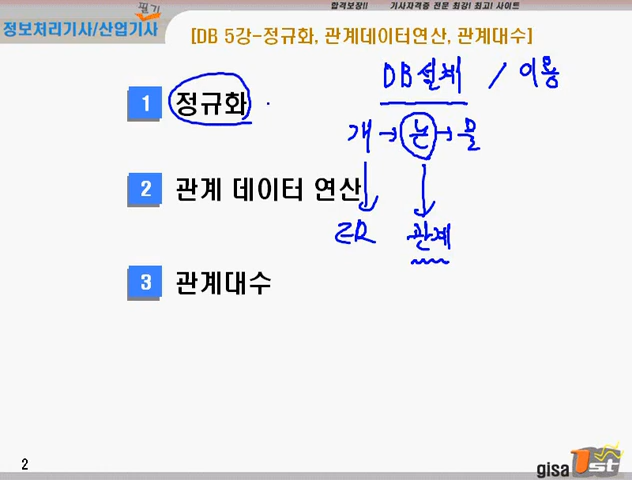 합격보장!! 기사자격증 전문 최강! 최고! 사이트
필기
정보처리기사/산업기사
[DB 5강-정규화, 관계데이터연산, 관계대수]
DB설계 / 이용
1 정규화
개→논→물
2 관계 데이터 연산
ER 관계
3 관계대수
2
gisa 1st